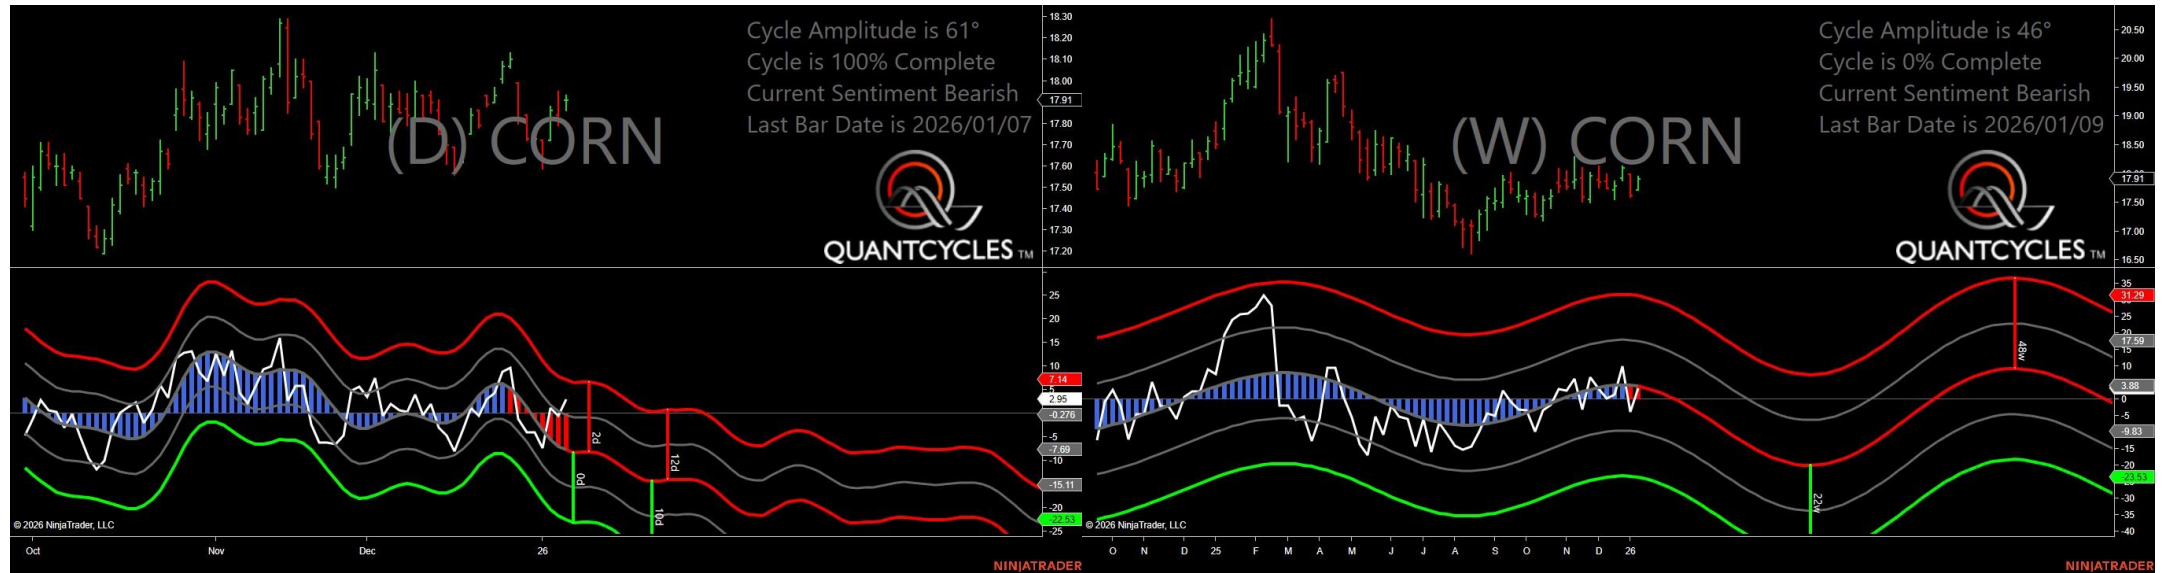 Cycle Amplitude is 61°
Cycle is 100% Complete
Current Sentiment Bearish
Last Bar Date is 2026/01/07
(D) CORN
QUANTCYCLES TM
18.30
18.20
18.10
18.00
17.91
17.80
17.70
17.60
17.50
17.40
17.30
17.20
25
20
15
10
7.14
2.95
-0.276
-5
-7.69
-10
-15.11
-20
-22.53
-25
0d
2d
10d
12d
© 2026 NinjaTrader, LLC
Oct Nov Dec 26
NINJATRADER
Cycle Amplitude is 46°
Cycle is 0% Complete
Current Sentiment Bearish
Last Bar Date is 2026/01/09
(W) CORN
QUANTCYCLES TM
20.50
20.00
19.50
19.00
18.50
17.91
17.50
17.00
16.50
35
31.29
25
20
17.59
15
10
3.88
0
-5
-9.83
-15
-20
-23.53
-30
-35
-40
22w
48w
© 2026 NinjaTrader, LLC
O N D 25 F M A M J J A S O N D 26
NINJATRADER